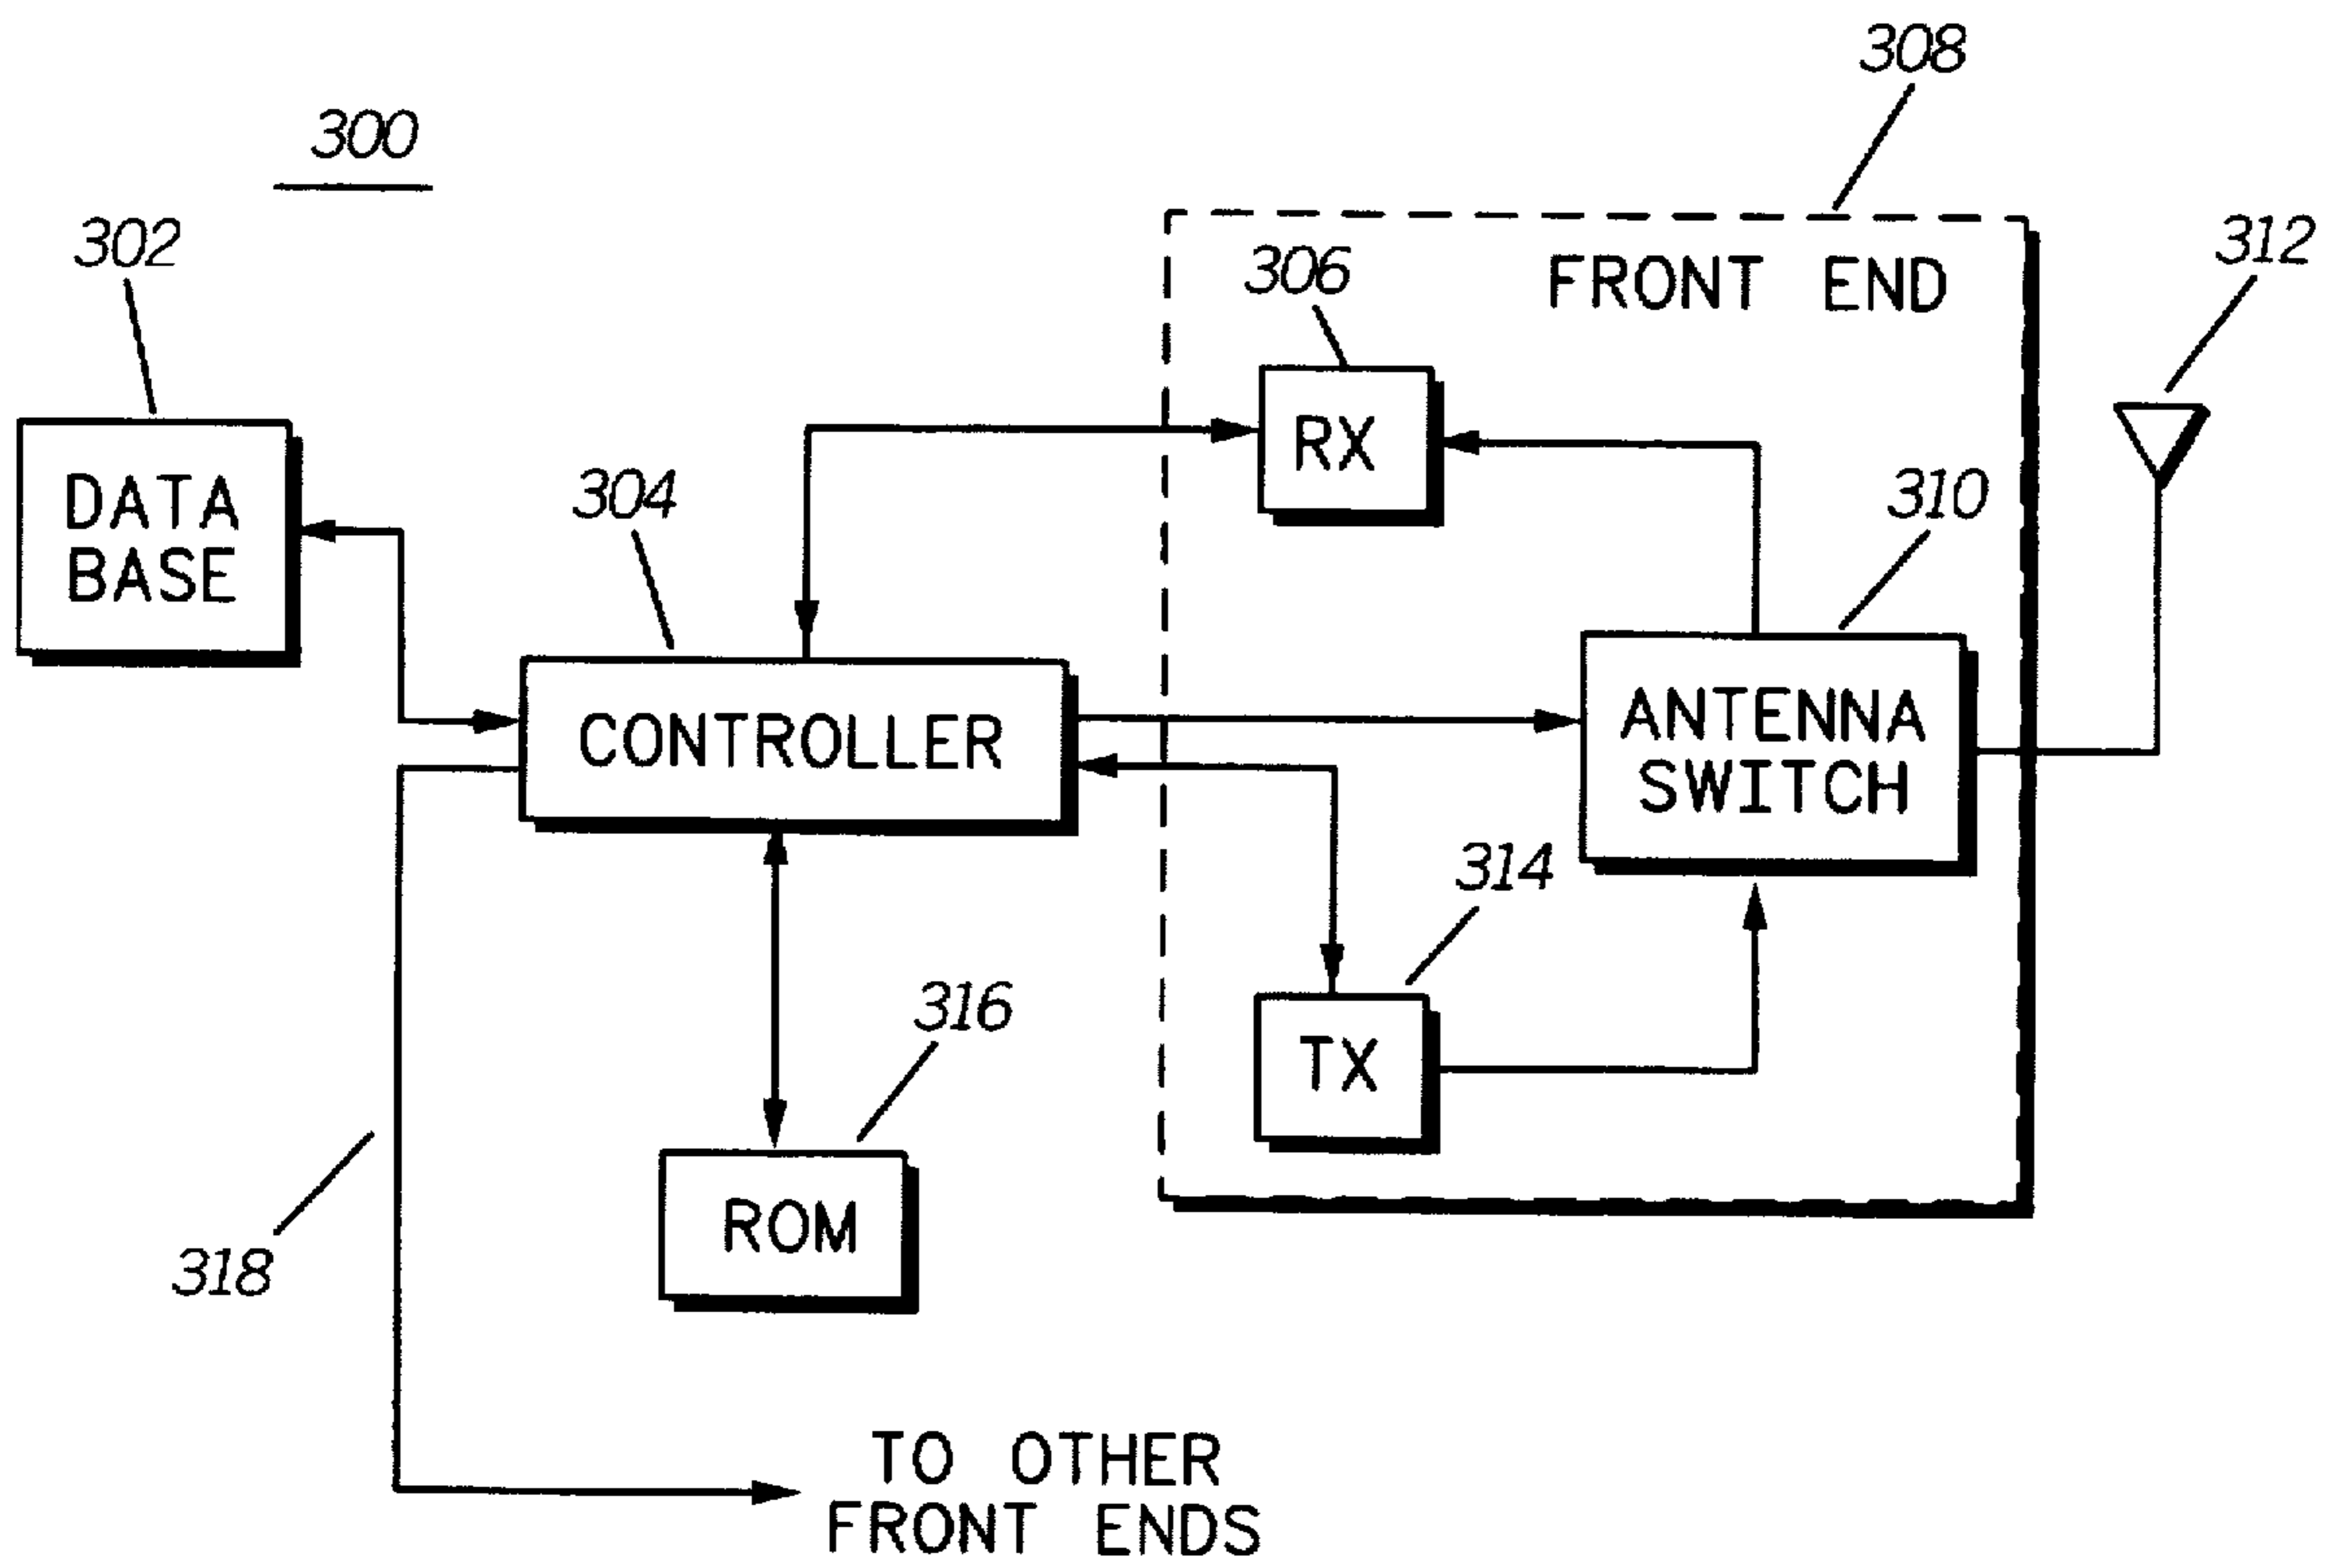 308
300
302
312
306
FRONT END
RX
304
310
DATA
BASE
CONTROLLER
ANTENNA
SWITCH
314
316
TX
ROM
318
TO OTHER
FRONT ENDS